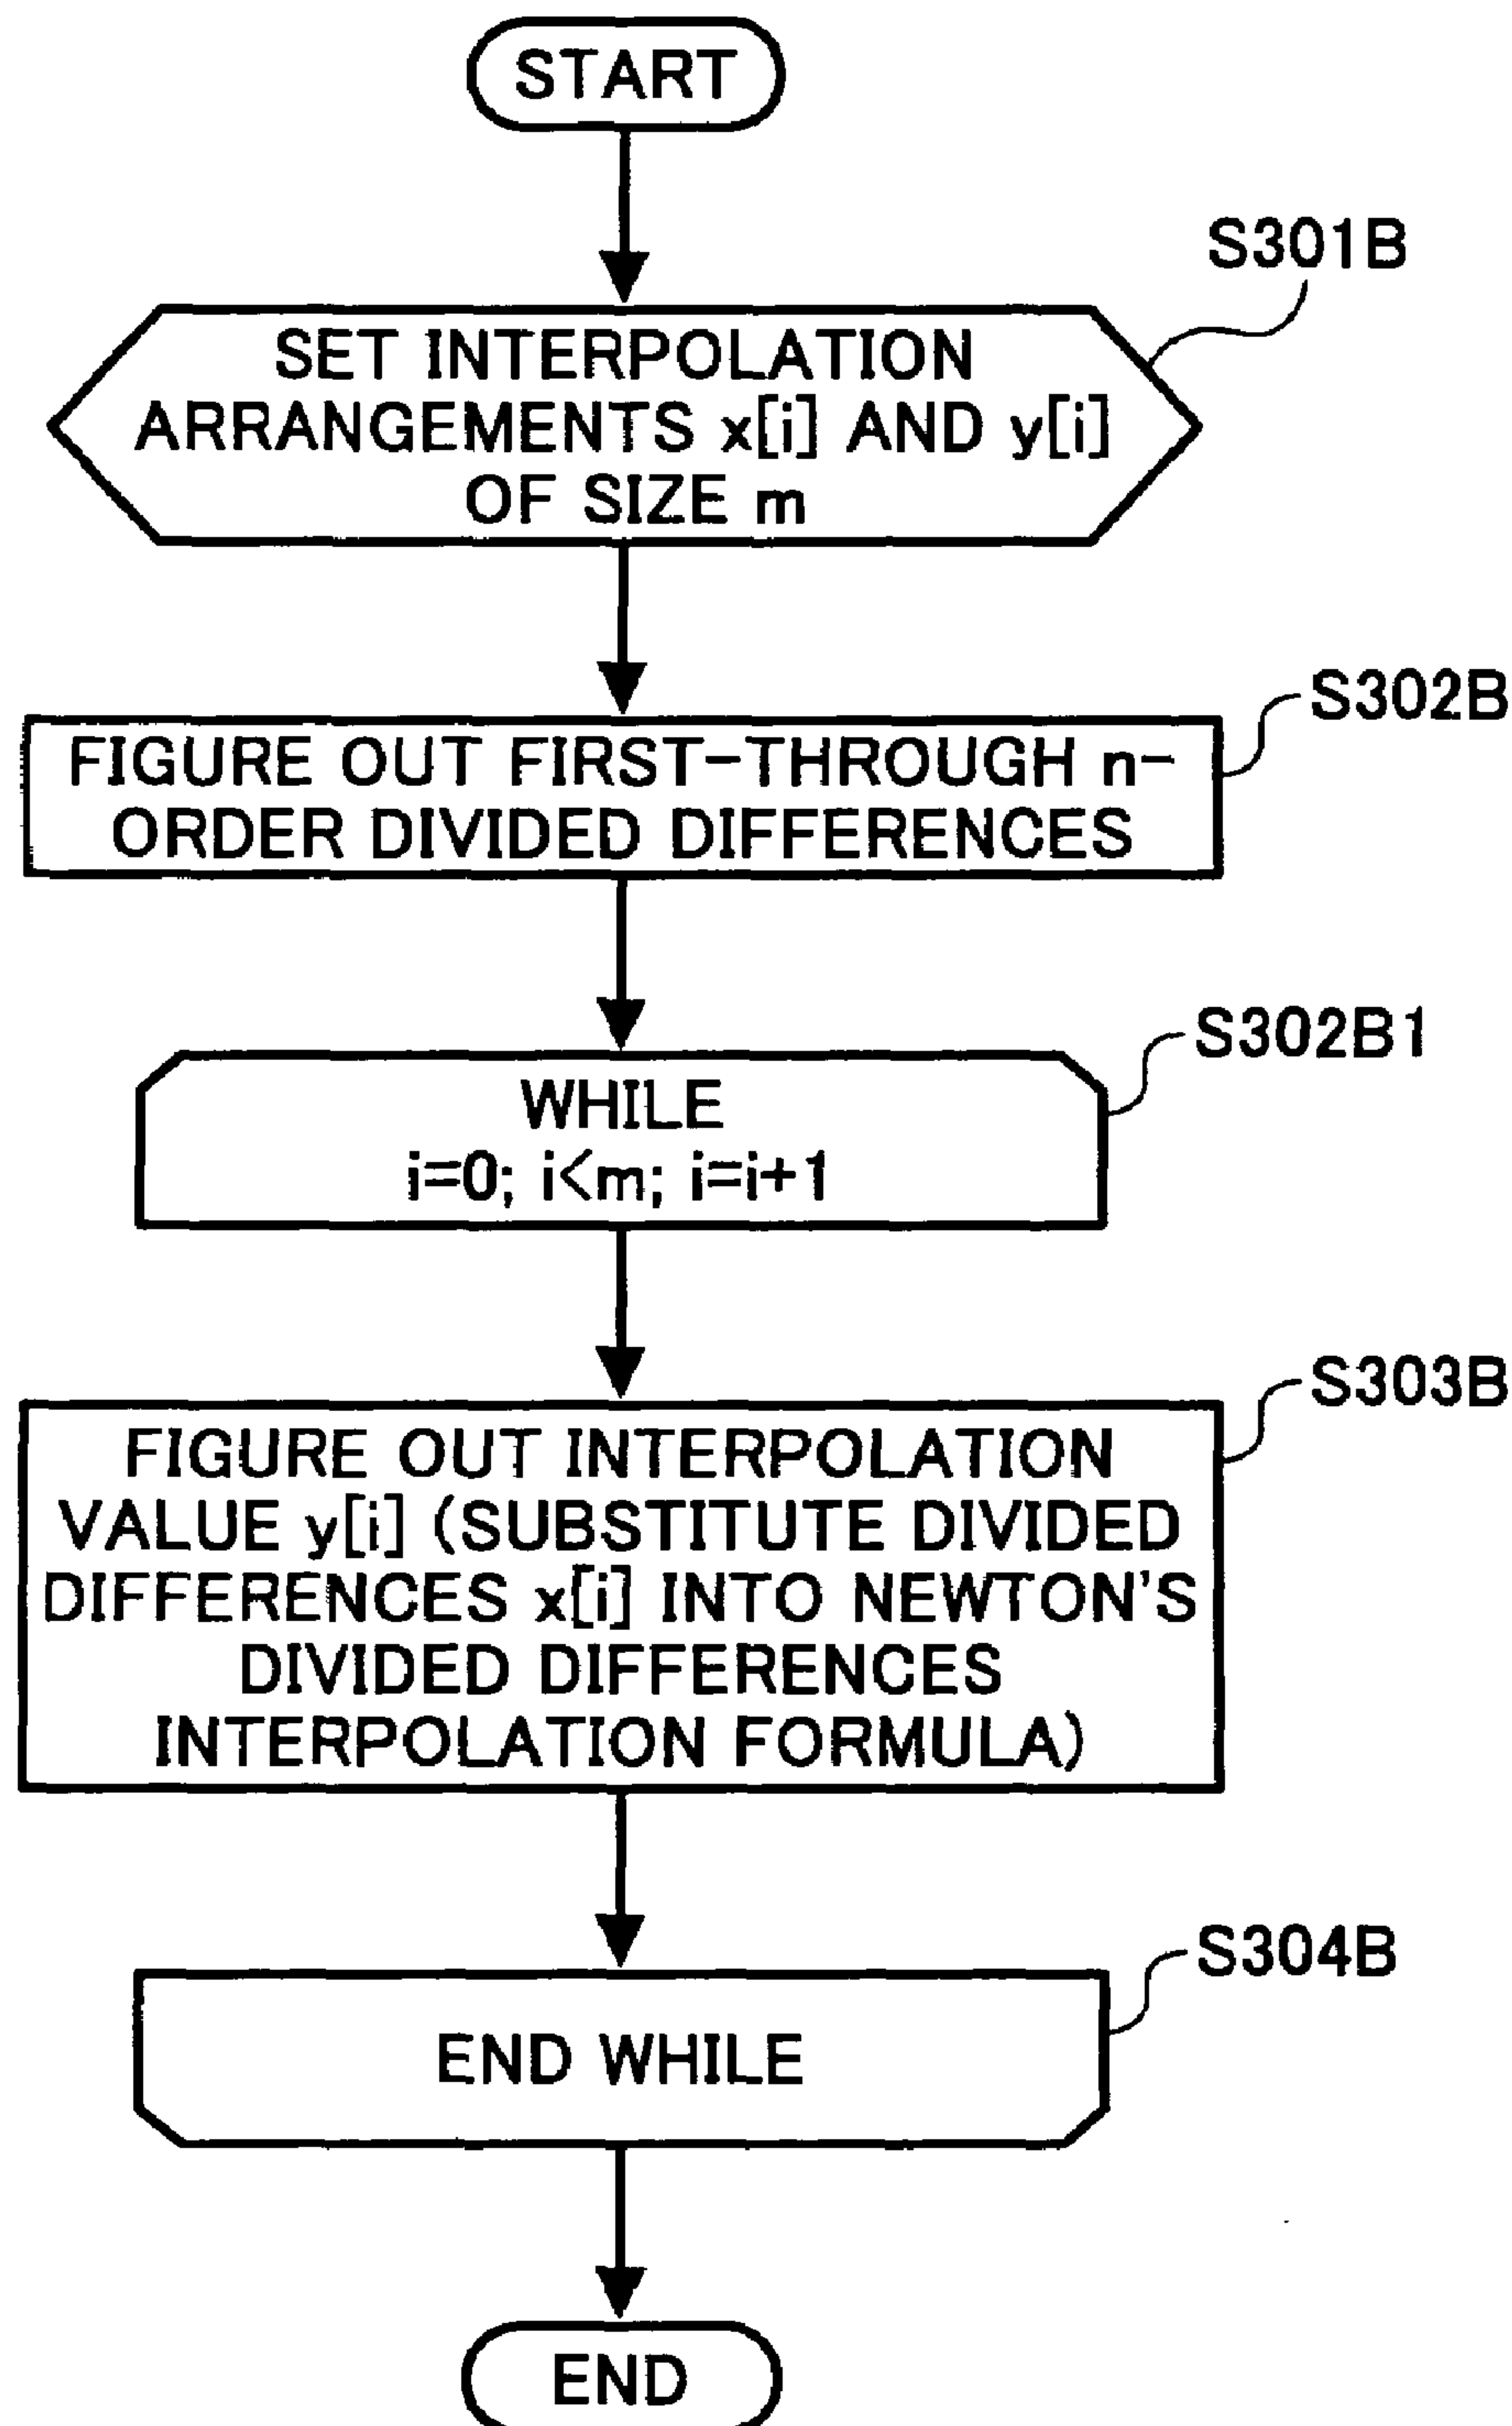 START
S301B
SET INTERPOLATION
ARRANGEMENTS x[i] AND y[i]
OF SIZE m
S302B
FIGURE OUT FIRST-THROUGH n-
ORDER DIVIDED DIFFERENCES
S302B1
WHILE
i=0; i<m; i=i+1
S303B
FIGURE OUT INTERPOLATION
VALUE y[i] (SUBSTITUTE DIVIDED
DIFFERENCES x[i] INTO NEWTON'S
DIVIDED DIFFERENCES
INTERPOLATION FORMULA)
S304B
END WHILE
END